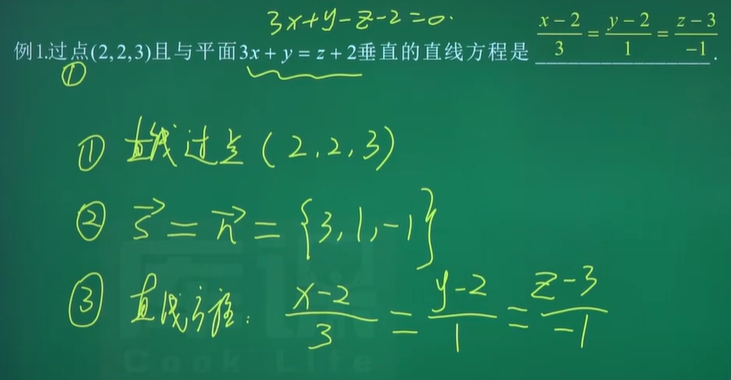 3x+y-z-2=0.
例1.过点(2,2,3)且与平面3x+y=z+2垂直的直线方程是 \frac{x-2}{3}=\frac{y-2}{1}=\frac{z-3}{-1}.
①
① 直线过点(2,2,3)
② \vec{s}=\vec{n}={3,1,-1}
③ 直线方程: \frac{x-2}{3}=\frac{y-2}{1}=\frac{z-3}{-1}
Cook Life